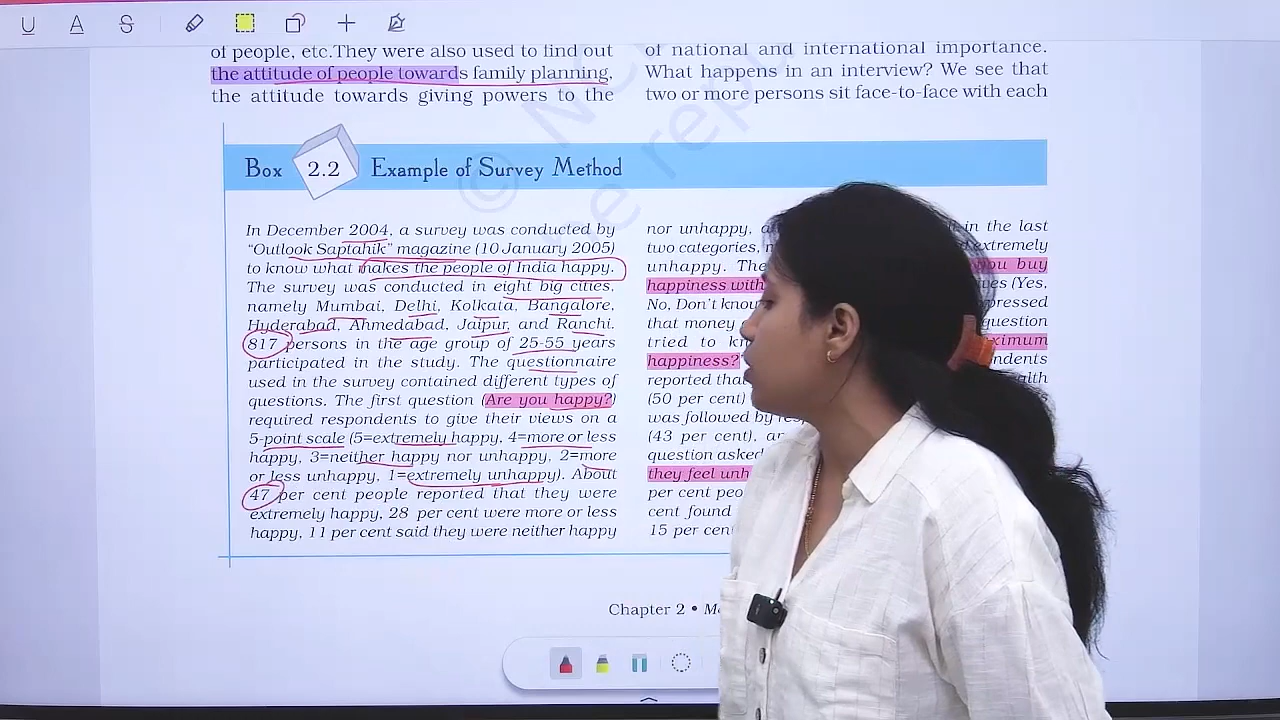 of people, etc.They were also used to find out
the attitude of people towards family planning,
the attitude towards giving powers to the
of national and international importance.
What happens in an interview? We see that
two or more persons sit face-to-face with each
Box 2.2 Example of Survey Method
In December 2004, a survey was conducted by
"Outlook Saptahik" magazine (10 January 2005)
to know what makes the people of India happy.
The survey was conducted in eight big cities,
namely Mumbai, Delhi, Kolkata, Bangalore,
Hyderabad, Ahmedabad, Jaipur, and Ranchi.
817 persons in the age group of 25-55 years
participated in the study. The questionnaire
used in the survey contained different types of
questions. The first question (Are you happy?)
required respondents to give their views on a
5-point scale (5=extremely happy, 4=more or less
happy, 3=neither happy nor unhappy, 2=more
or less unhappy, 1=extremely unhappy). About
47 per cent people reported that they were
extremely happy, 28 per cent were more or less
happy, 11 per cent said they were neither happy
nor unhappy, in the last
two categories, extremely
unhappy. The you buy
happiness with (Yes,
No, Don't know
that money question
tried to
happiness?
reported that
(50 per cent)
was followed by
(43 per cent),
question asked
they feel
per cent
cent found
15 per cent
Chapter 2 •